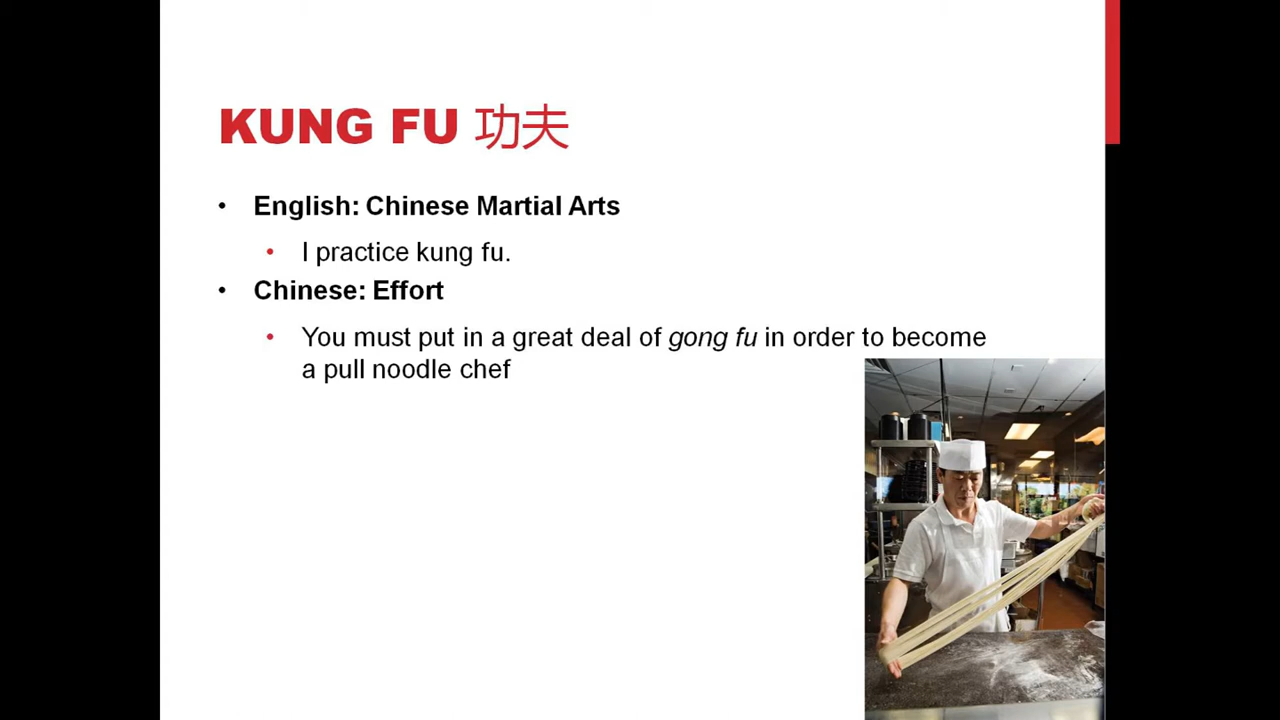 KUNG FU 功夫
• English: Chinese Martial Arts
• I practice kung fu.
• Chinese: Effort
• You must put in a great deal of gong fu in order to become
a pull noodle chef